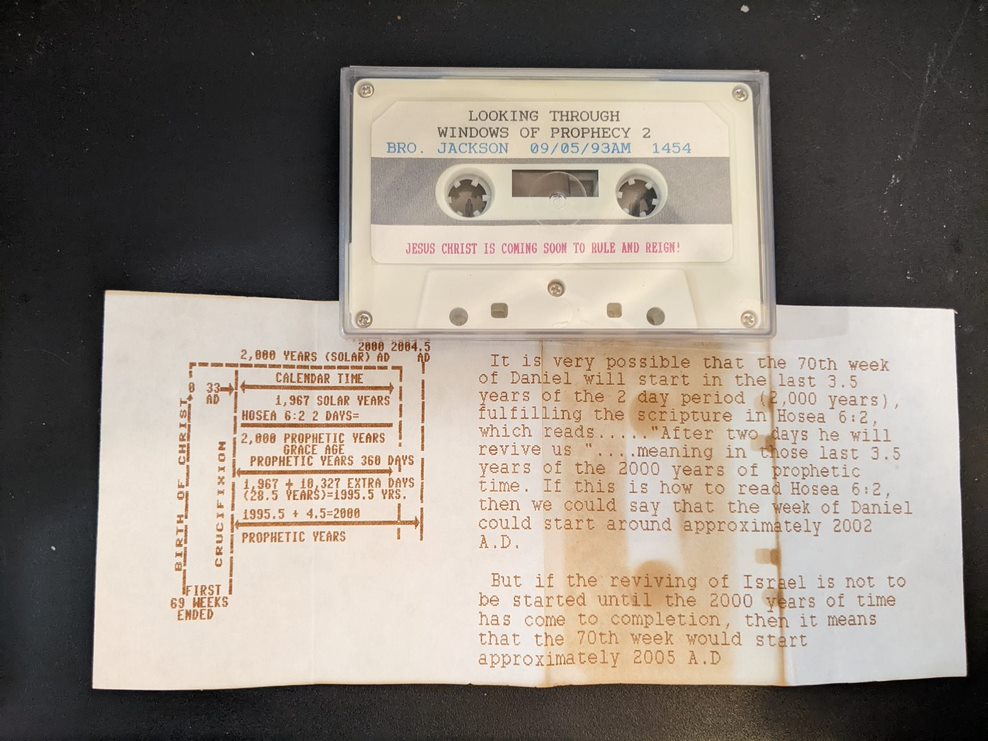 LOOKING THROUGH
WINDOWS OF PROPHECY 2
BRO. JACKSON 09/05/93AM 1454
JESUS CHRIST IS COMING SOON TO RULE AND REIGN!
2000 2004.5
2,000 YEARS (SOLAR) AD AD
0 33 CALENDAR TIME
AD
1,967 SOLAR YEARS
HOSEA 6:2 2 DAYS=
2,000 PROPHETIC YEARS
GRACE AGE
PROPHETIC YEARS 360 DAYS
1,967 + 10,327 EXTRA DAYS
(28.5 YEARS)=1995.5 YRS.
1995.5 + 4.5=2000
PROPHETIC YEARS
BIRTH OF CHRIST
CRUCIFIXION
FIRST
69 WEEKS
ENDED
It is very possible that the 70th week
of Daniel will start in the last 3.5
years of the 2 day period (2,000 years),
fulfilling the scripture in Hosea 6:2,
which reads....."After two days he will
revive us "....meaning in those last 3.5
years of the 2000 years of prophetic
time. If this is how to read Hosea 6:2,
then we could say that the week of Daniel
could start around approximately 2002
A.D.
But if the reviving of Israel is not to
be started until the 2000 years of time
has come to completion, then it means
that the 70th week would start
approximately 2005 A.D